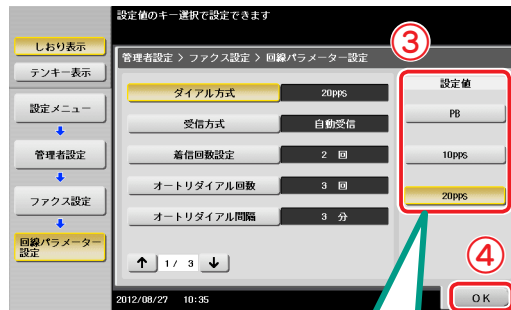 設定値のキー選択で設定できます
しおり表示
テンキー表示
設定メニュー
管理者設定
ファクス設定
回線パラメーター
設定
管理者設定 > ファクス設定 > 回線パラメーター設定
③
ダイアル方式 20pps
受信方式 自動受信
着信回数設定 2 回
オートリダイアル回数 3 回
オートリダイアル間隔 3 分
↑ 1/ 3 ↓
設定値
PB
10pps
20pps
④
2012/08/27 10:35
OK